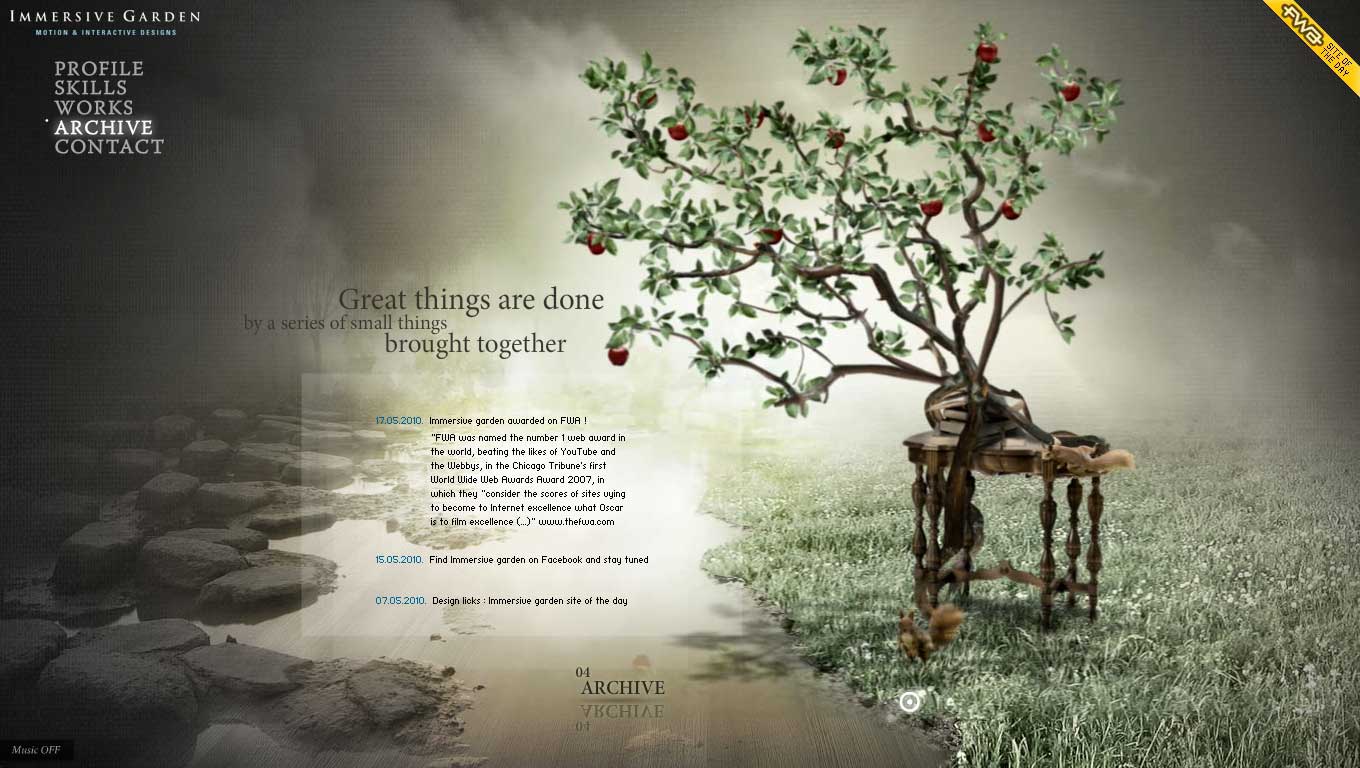 IMMERSIVE GARDEN
MOTION & INTERACTIVE DESIGNS
PROFILE
SKILLS
WORKS
ARCHIVE
CONTACT
FWA
SITE OF
THE DAY
Great things are done
by a series of small things
brought together
17.05.2010. Immersive garden awarded on FWA !
"FWA was named the number 1 web award in
the world, beating the likes of YouTube and
the Webbys, in the Chicago Tribune's first
World Wide Web Awards Award 2007, in
which they "consider the scores of sites vying
to become to Internet excellence what Oscar
is to film excellence (...)" www.thefwa.com
15.05.2010. Find Immersive garden on Facebook and stay tuned
07.05.2010. Design licks : Immersive garden site of the day
04
ARCHIVE
ARCHIVE
04
Music OFF